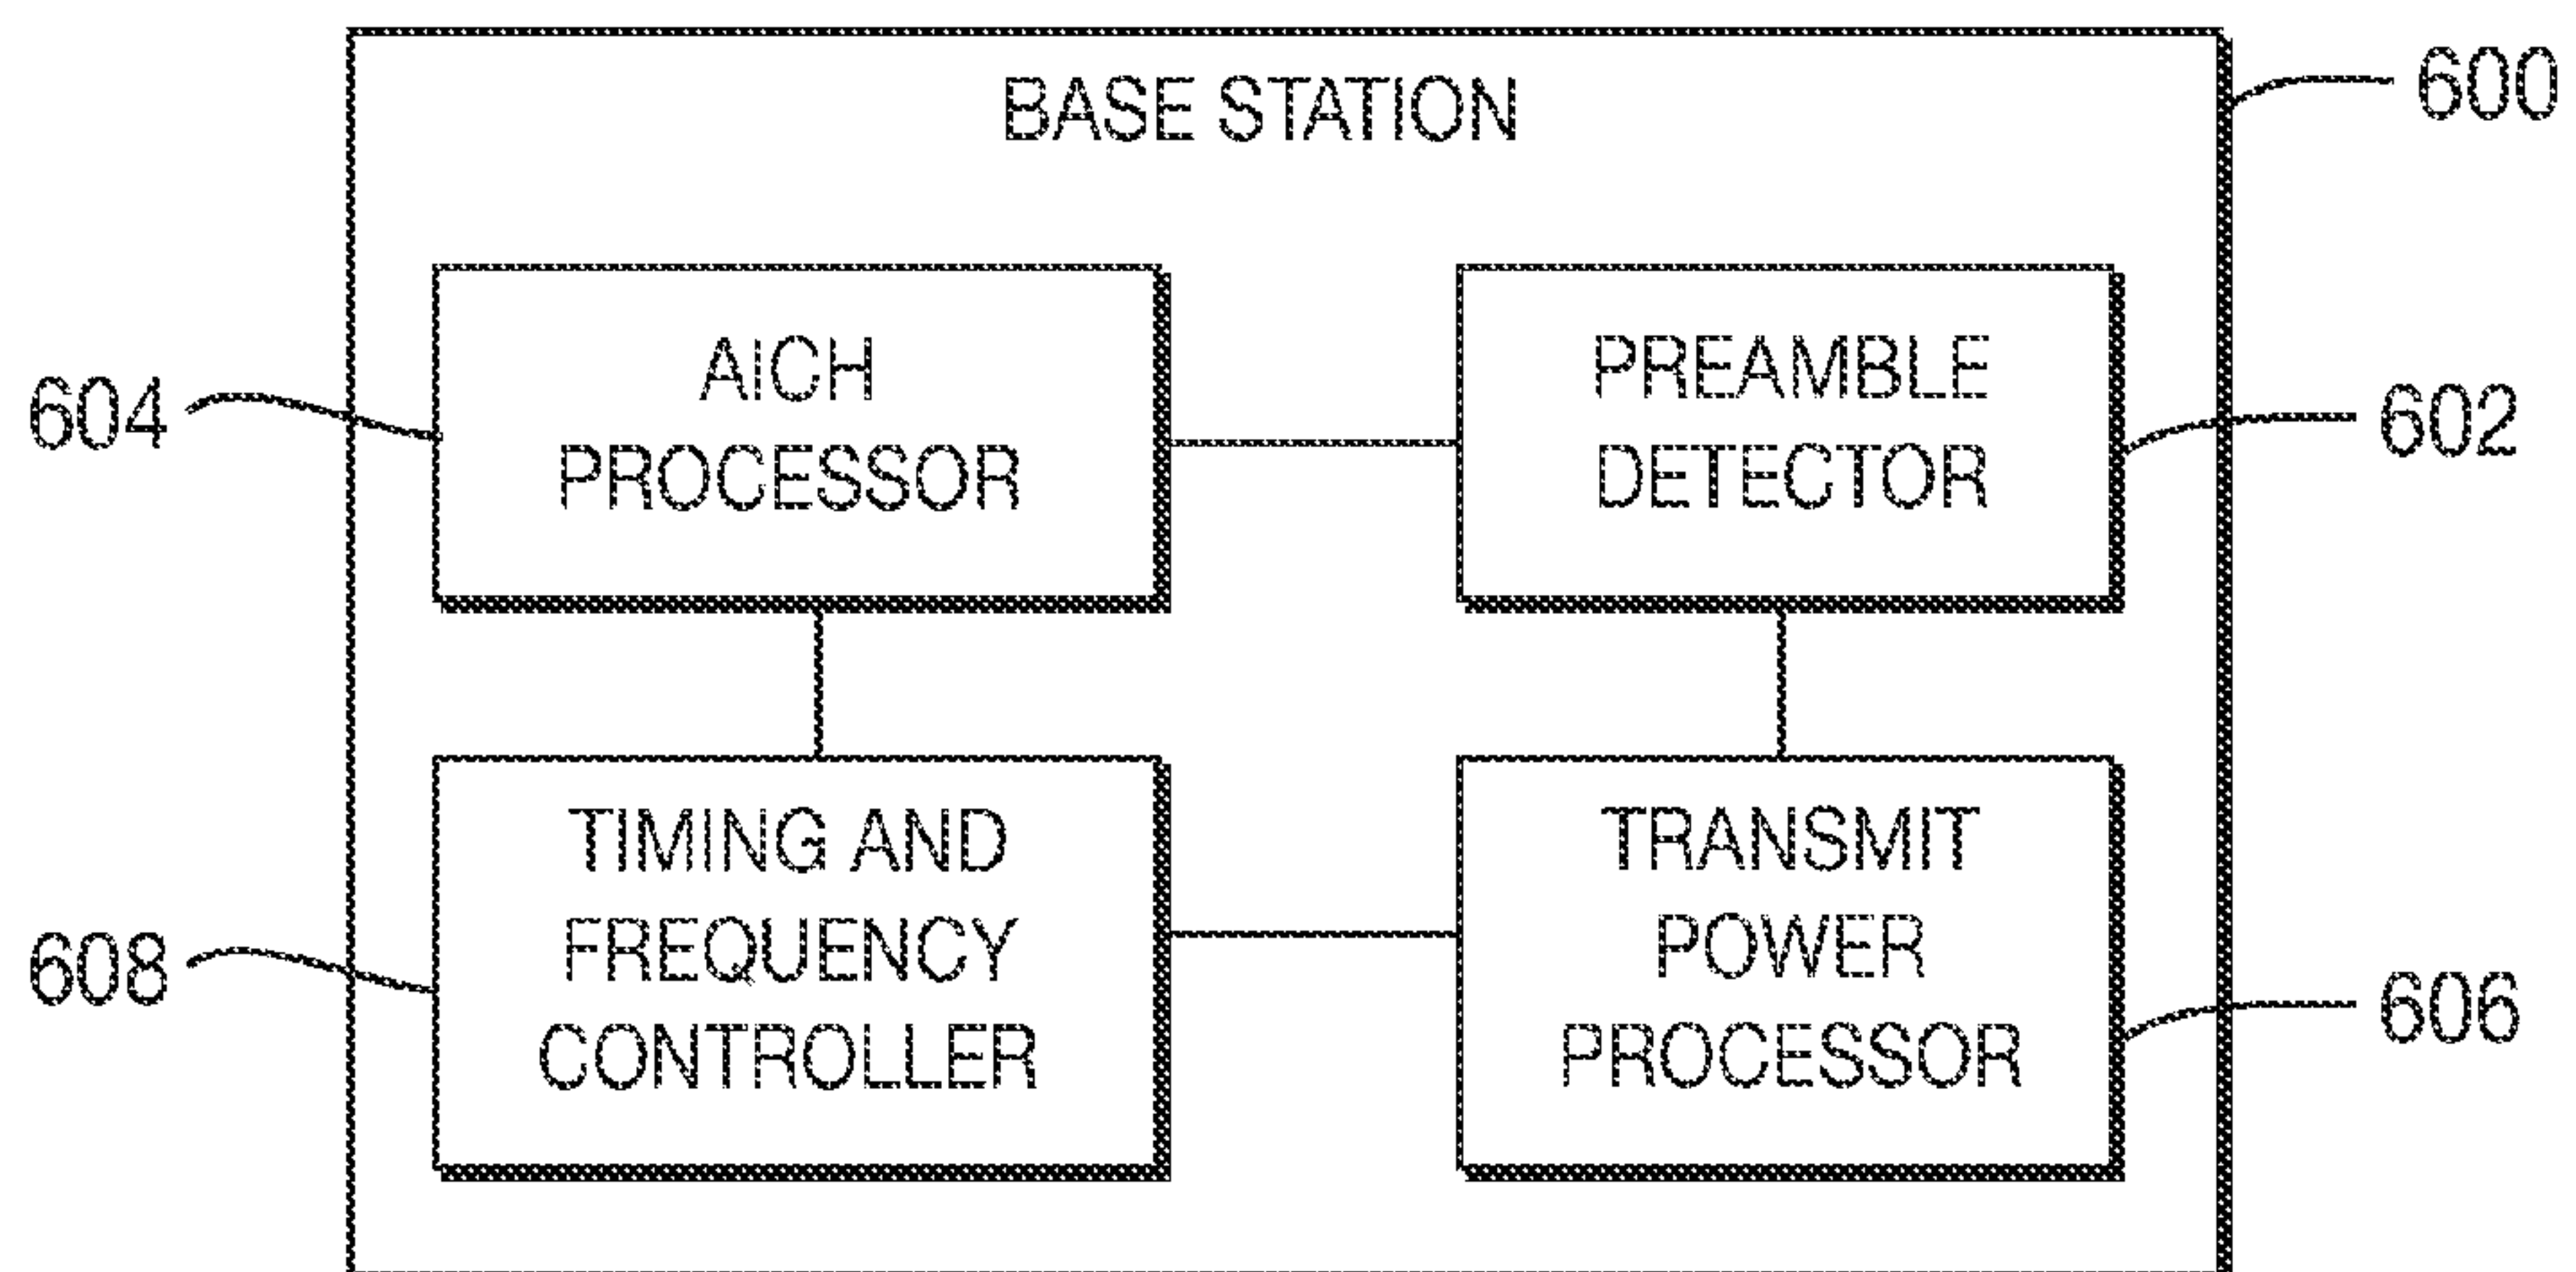 BASE STATION
600
AICH
PROCESSOR
604
PREAMBLE
DETECTOR
602
TIMING AND
FREQUENCY
CONTROLLER
608
TRANSMIT
POWER
PROCESSOR
606